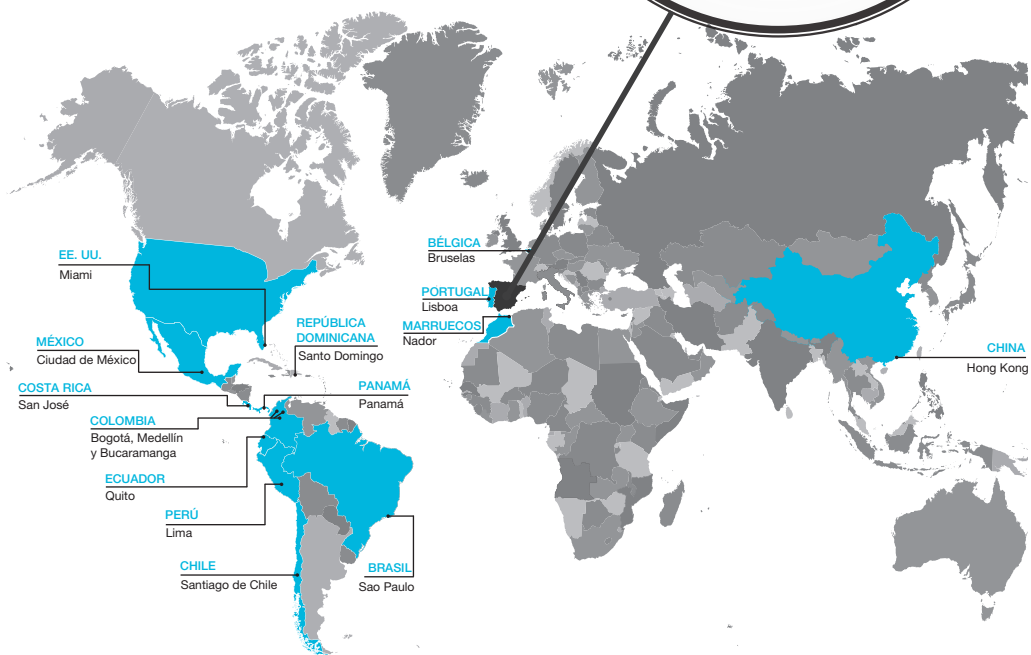 EE. UU.
Miami
MÉXICO
Ciudad de México
COSTA RICA
San José
REPÚBLICA
DOMINICANA
Santo Domingo
PANAMÁ
Panamá
COLOMBIA
Bogotá, Medellín
y Bucaramanga
ECUADOR
Quito
PERÚ
Lima
CHILE
Santiago de Chile
BRASIL
Sao Paulo
BÉLGICA
Bruselas
PORTUGAL
Lisboa
MARRUECOS
Nador
CHINA
Hong Kong